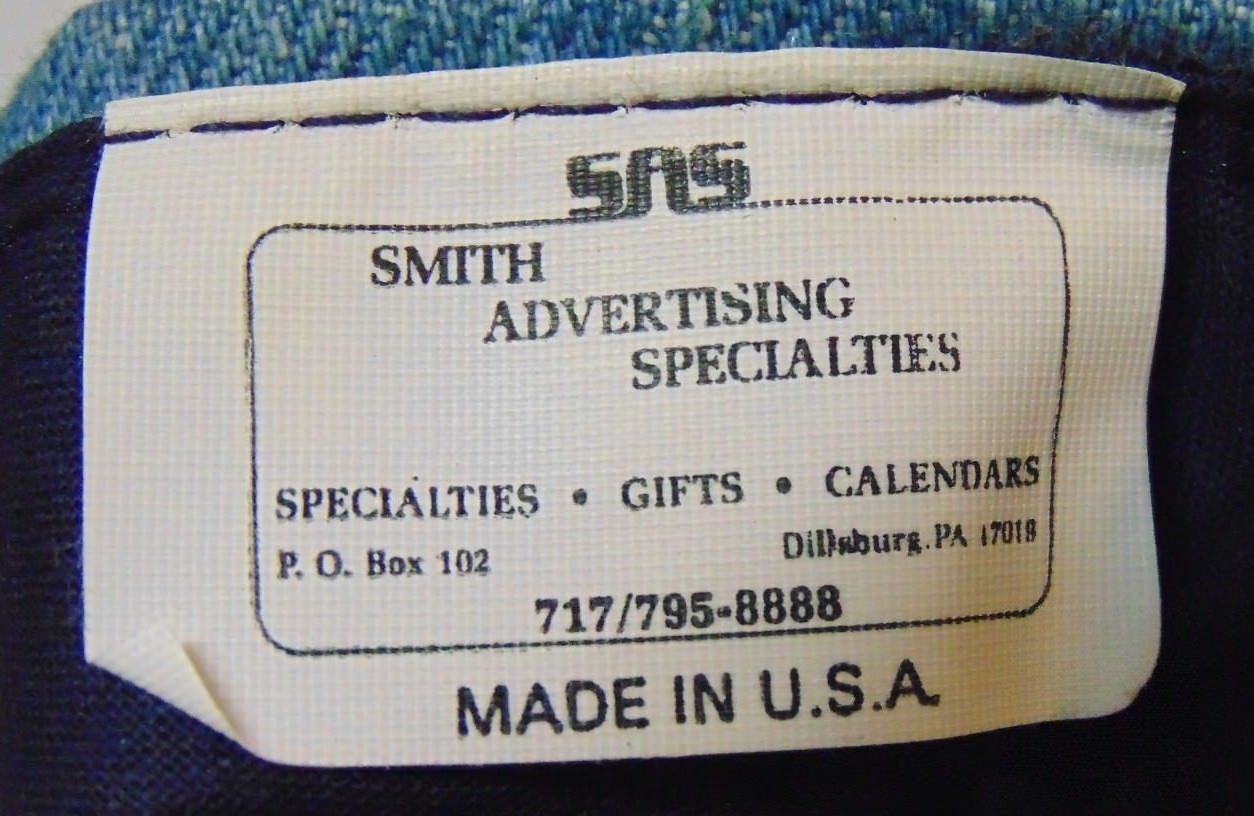 SAS
SMITH
ADVERTISING
SPECIALTIES
SPECIALTIES • GIFTS • CALENDARS
P. O. Box 102 Dillsburg, PA 17019
717/795-8888
MADE IN U.S.A.